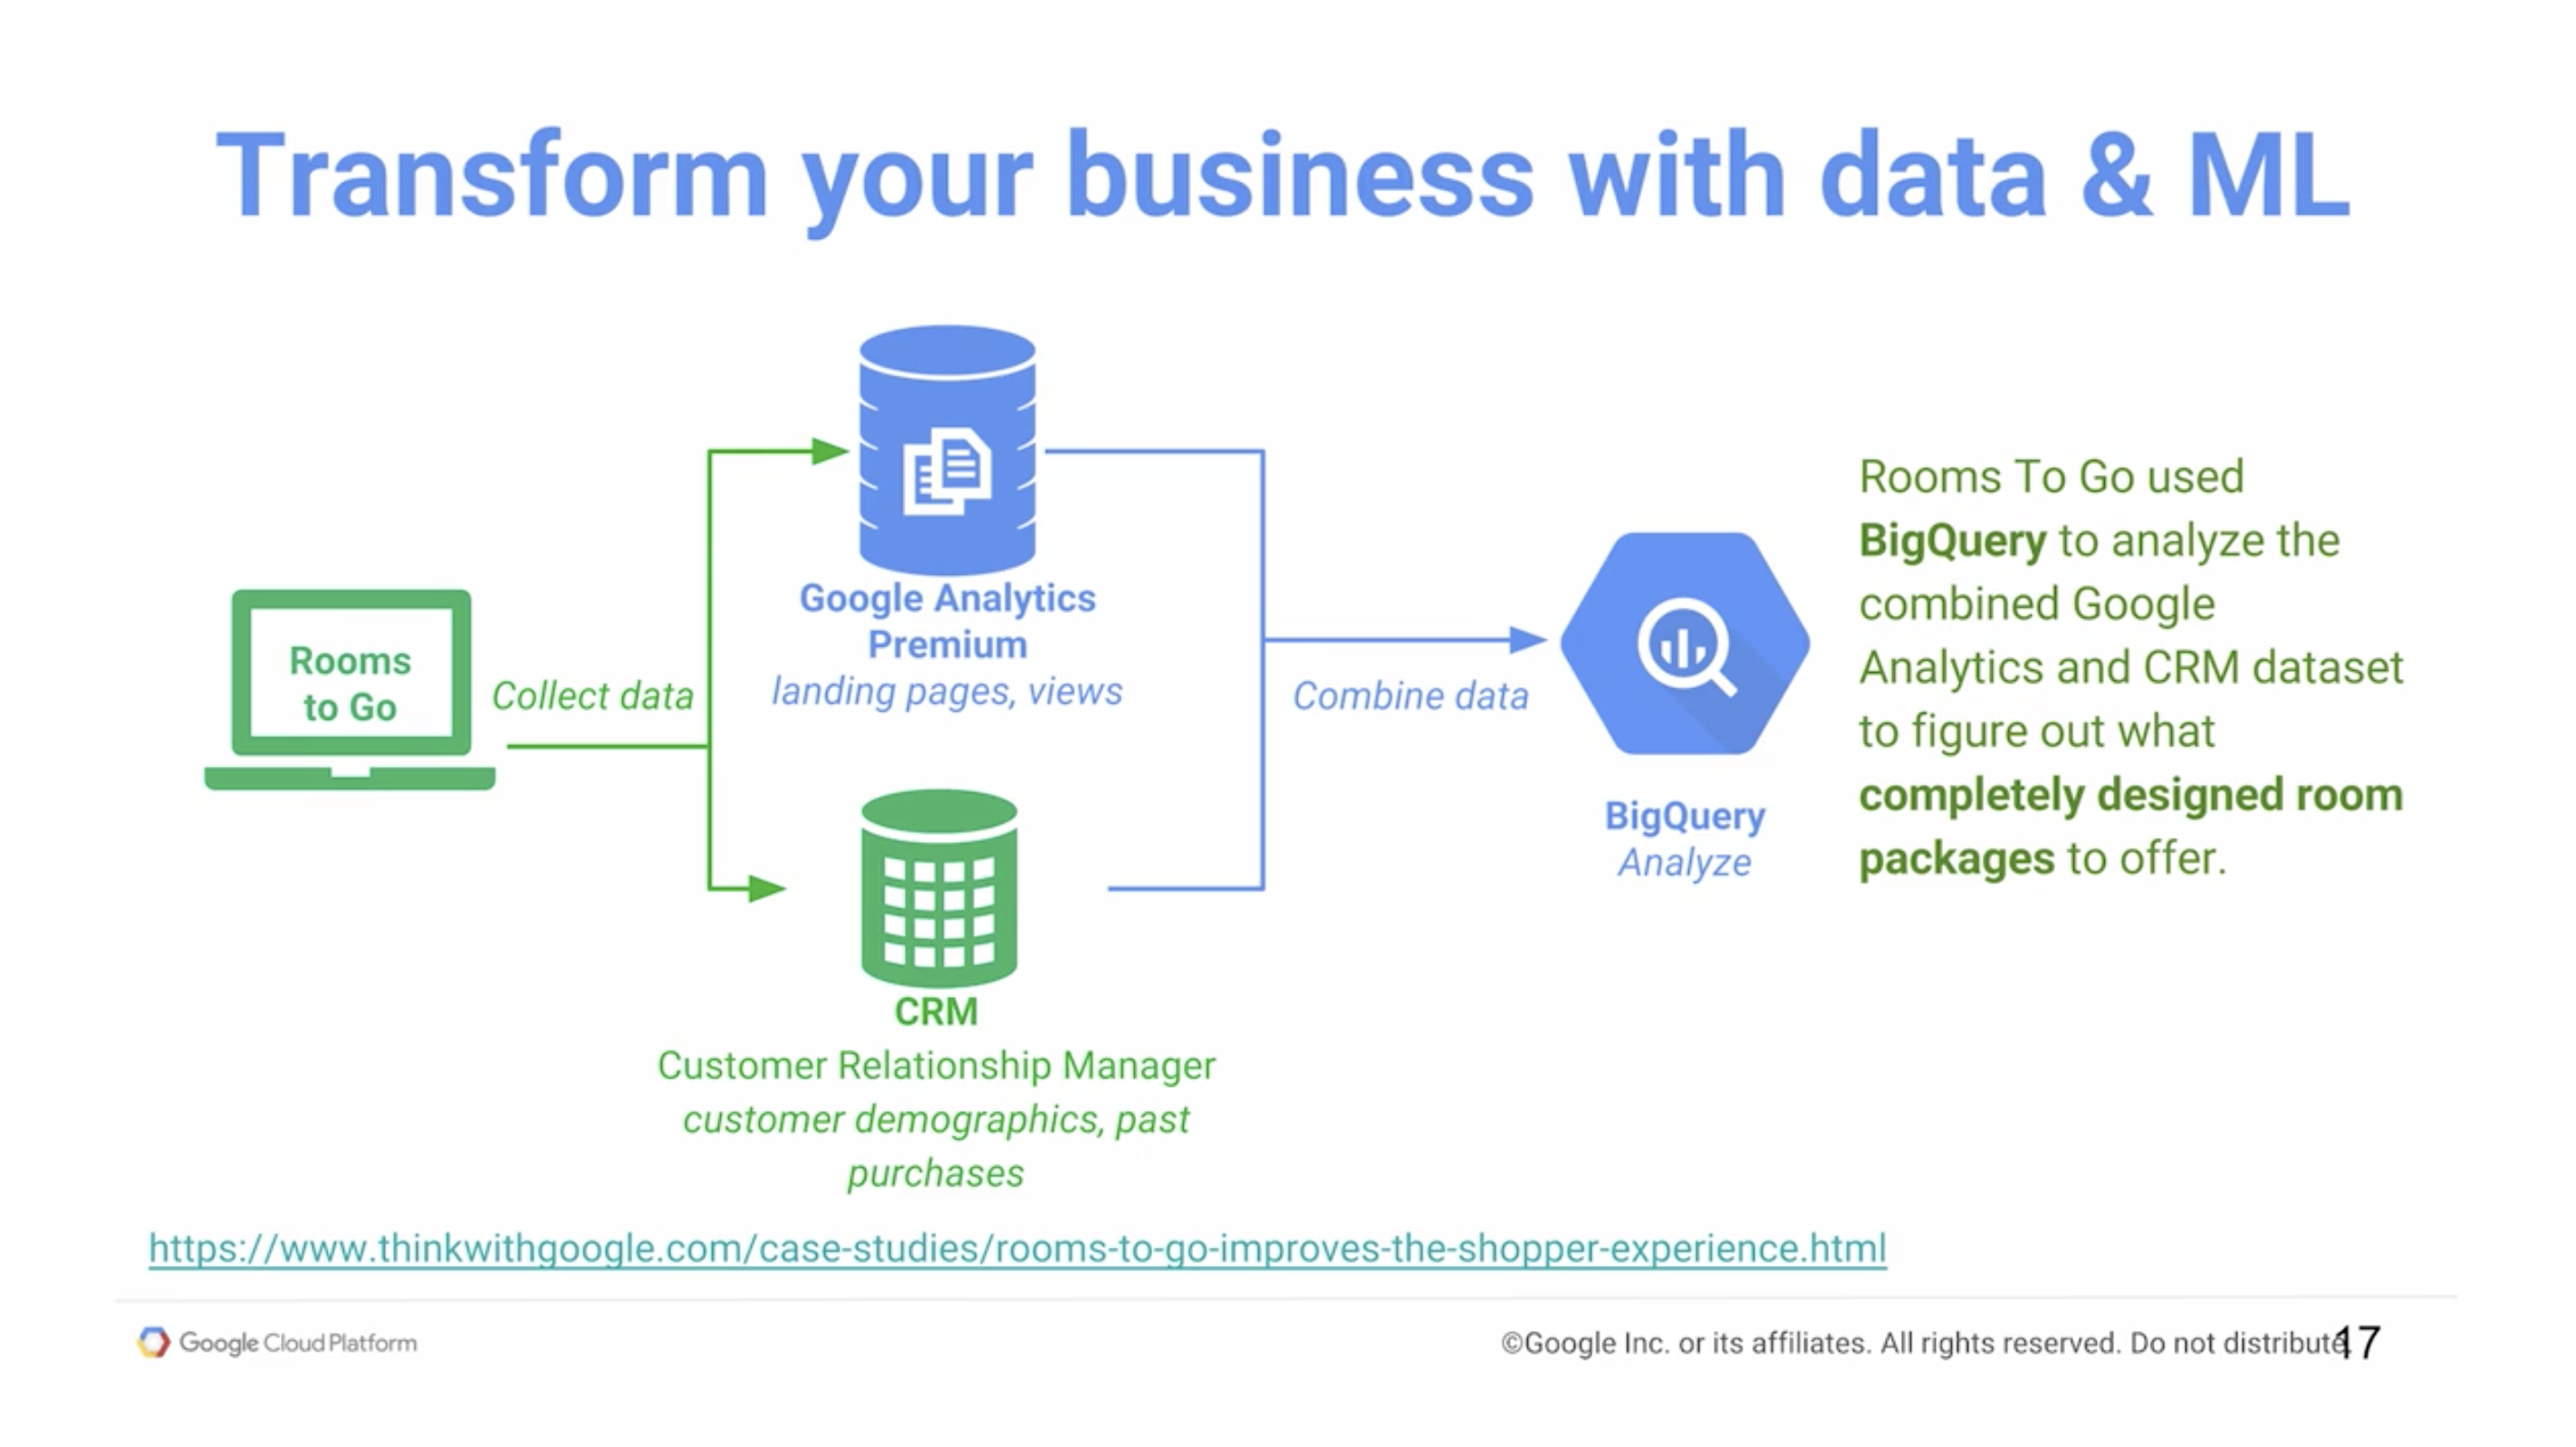 Transform your business with data & ML
Rooms
to Go
Collect data
Google Analytics
Premium
landing pages, views
CRM
Customer Relationship Manager
customer demographics, past
purchases
Combine data
BigQuery
Analyze
Rooms To Go used
BigQuery to analyze the
combined Google
Analytics and CRM dataset
to figure out what
completely designed room
packages to offer.
https://www.thinkwithgoogle.com/case-studies/rooms-to-go-improves-the-shopper-experience.html
Google Cloud Platform
©Google Inc. or its affiliates. All rights reserved. Do not distribute.
17